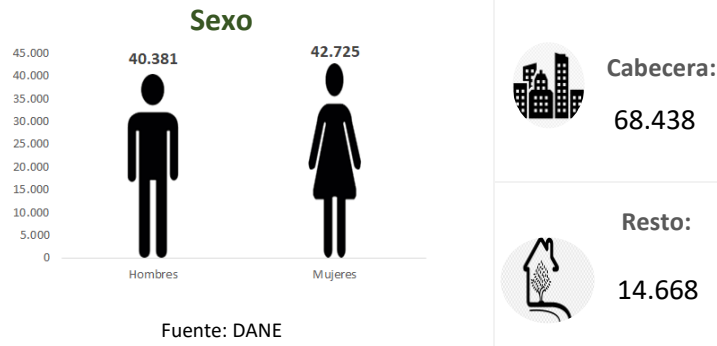 Sexo
45.000
40.000
35.000
30.000
25.000
20.000
15.000
10.000
5.000
0
40.381
42.725
Hombres
Mujeres
Fuente: DANE
Cabecera:
68.438
Resto:
14.668